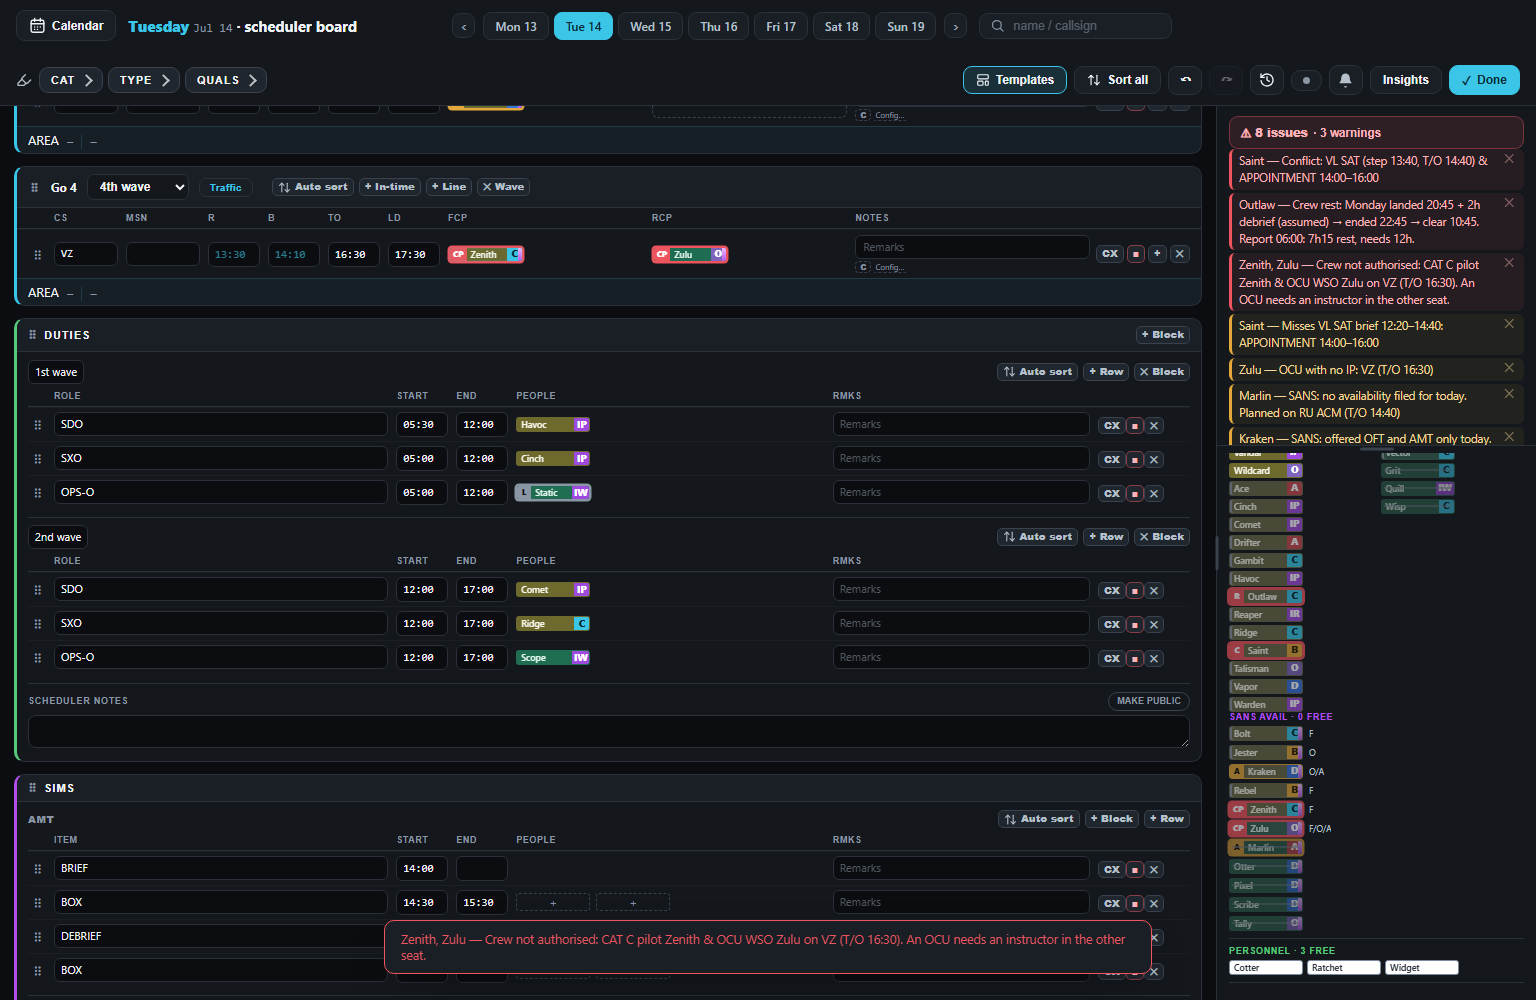 Calendar
Tuesday Jul 14 · scheduler board
‹ Mon 13 Tue 14 Wed 15 Thu 16 Fri 17 Sat 18 Sun 19 ›
name / callsign
CAT TYPE QUALS
Templates Sort all Insights ✓ Done
C Config...
AREA – –
Go 4 4th wave Traffic Auto sort + In-time + Line ✕ Wave
CS MSN R B TO LD FCP RCP NOTES
VZ 13:30 14:10 16:30 17:30 CP Zenith C CP Zulu O Remarks CX + ✕
C Config...
AREA – –
DUTIES + Block
1st wave Auto sort + Row ✕ Block
ROLE START END PEOPLE RMKS
SDO 05:30 12:00 Havoc IP Remarks CX ✕
SXO 05:00 12:00 Cinch IP Remarks CX ✕
OPS-O 05:00 12:00 L Static IW Remarks CX ✕
2nd wave Auto sort + Row ✕ Block
ROLE START END PEOPLE RMKS
SDO 12:00 17:00 Comet IP Remarks CX ✕
SXO 12:00 17:00 Ridge C Remarks CX ✕
OPS-O 12:00 17:00 Scope IW Remarks CX ✕
SCHEDULER NOTES MAKE PUBLIC
SIMS
AMT Auto sort + Block + Row
ITEM START END PEOPLE RMKS
BRIEF 14:00 Remarks CX ✕
BOX 14:30 15:30 + + Remarks CX ✕
DEBRIEF ✕
BOX ✕
Zenith, Zulu — Crew not authorised: CAT C pilot Zenith & OCU WSO Zulu on VZ (T/O 16:30). An OCU needs an instructor in the other
seat.
⚠ 8 issues · 3 warnings
Saint — Conflict: VL SAT (step 13:40, T/O 14:40) &
APPOINTMENT 14:00–16:00
Outlaw — Crew rest: Monday landed 20:45 + 2h
debrief (assumed) → ended 22:45 → clear 10:45.
Report 06:00: 7h15 rest, needs 12h.
Zenith, Zulu — Crew not authorised: CAT C pilot
Zenith & OCU WSO Zulu on VZ (T/O 16:30). An
OCU needs an instructor in the other seat.
Saint — Misses VL SAT brief 12:20–14:40:
APPOINTMENT 14:00–16:00
Zulu — OCU with no IP: VZ (T/O 16:30)
Marlin — SANS: no availability filed for today.
Planned on RU ACM (T/O 14:40)
Kraken — SANS: offered OFT and AMT only today.
Vandal Vector C
Wildcard O Grit C
Ace A Quill IW
Cinch IP Wisp C
Comet IP
Drifter A
Gambit C
Havoc IP
R Outlaw C
Reaper IR
Ridge C
C Saint B
Talisman O
Vapor D
Warden IP
SANS AVAIL · 0 FREE
Bolt C F
Jester B O
A Kraken D O/A
Rebel B F
CP Zenith C F
CP Zulu O F/O/A
A Marlin A
Otter D
Pixel D
Scribe D
Tally O
PERSONNEL · 3 FREE
Cotter Ratchet Widget